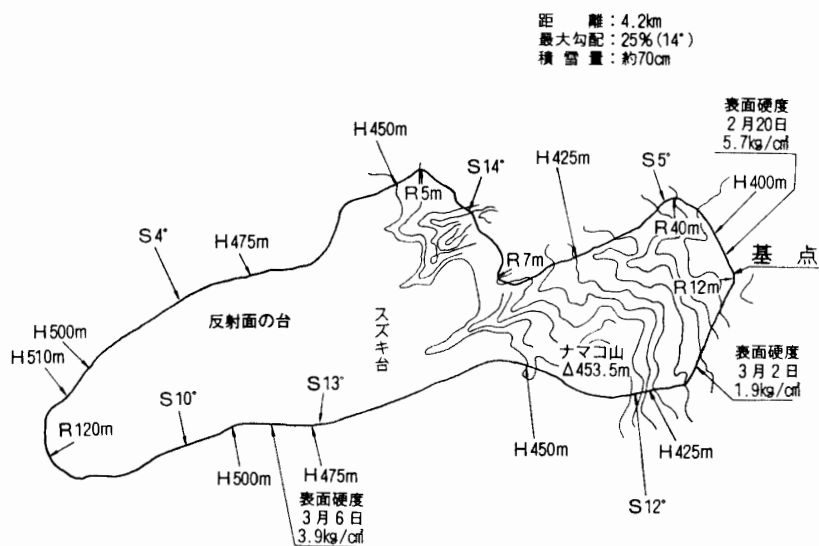 距離：4.2km
最大勾配：25%(14°)
積雪量：約70㎝
表面硬度
2月20日
5.7kg/㎠
H450m
S14°
H425m
S5°
H400m
R5m
R40m
S4°
H475m
R7m
基点
R12m
反射面の台
スズキ台
H500m
H510m
ナマコ山
△453.5m
表面硬度
3月2日
1.9kg/㎠
S10°
S13°
R120m
H500m
H475m
H450m
H425m
S12°
表面硬度
3月6日
3.9kg/㎠